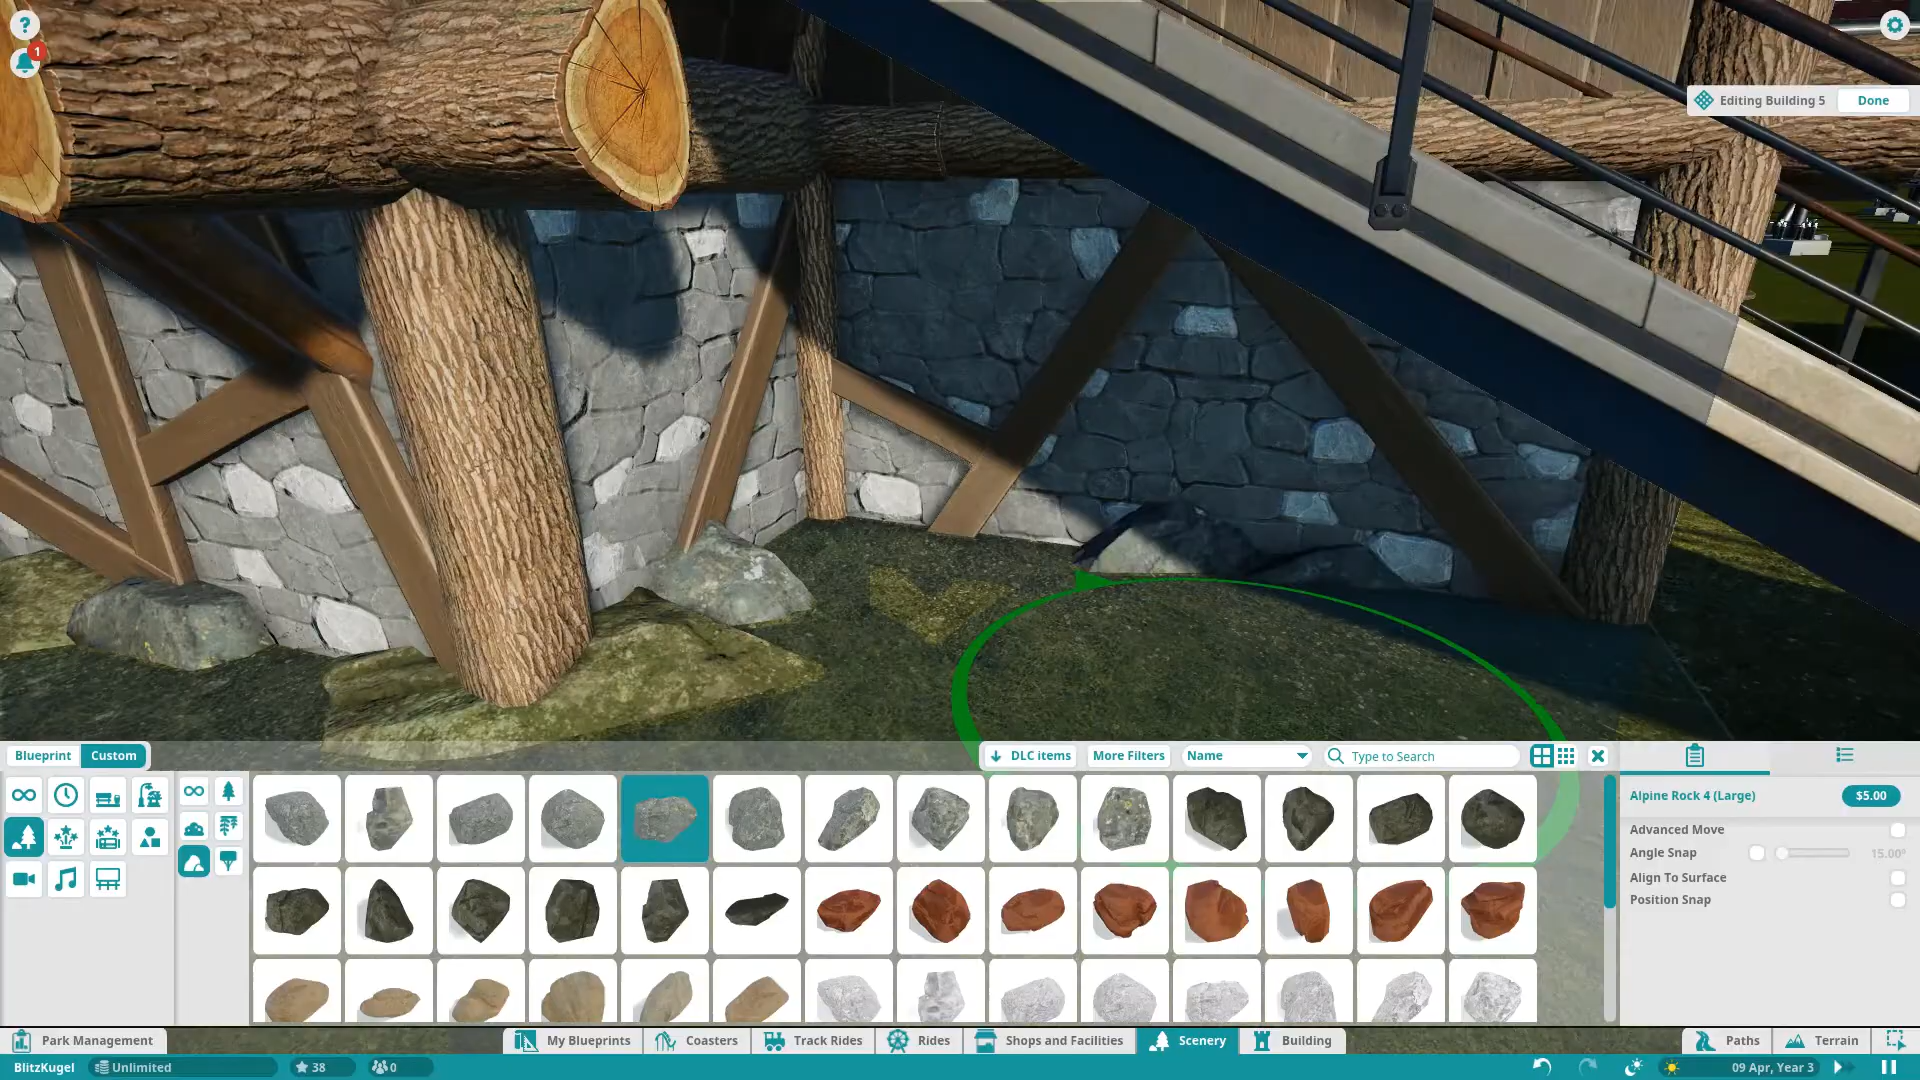 ?
1
Editing Building 5
Done
Blueprint
Custom
DLC items
More Filters
Name
Type to Search
Alpine Rock 4 (Large)
$5.00
Advanced Move
Angle Snap
15.00°
Align To Surface
Position Snap
Park Management
My Blueprints
Coasters
Track Rides
Rides
Shops and Facilities
Scenery
Building
Paths
Terrain
BlitzKugel
Unlimited
38
0
09 Apr, Year 3